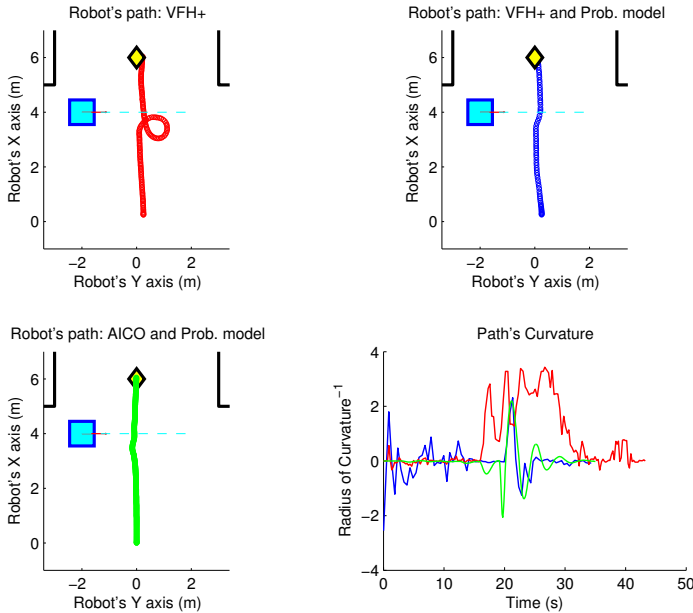 Robot's path: VFH+
6
4
2
0
−2
0
2
Robot's X axis (m)
Robot's Y axis (m)
Robot's path: VFH+ and Prob. model
6
4
2
0
−2
0
2
Robot's X axis (m)
Robot's Y axis (m)
Robot's path: AICO and Prob. model
6
4
2
0
−2
0
2
Robot's X axis (m)
Robot's Y axis (m)
Path's Curvature
4
2
0
−2
−4
0
10
20
30
40
50
Radius of Curvature⁻¹
Time (s)